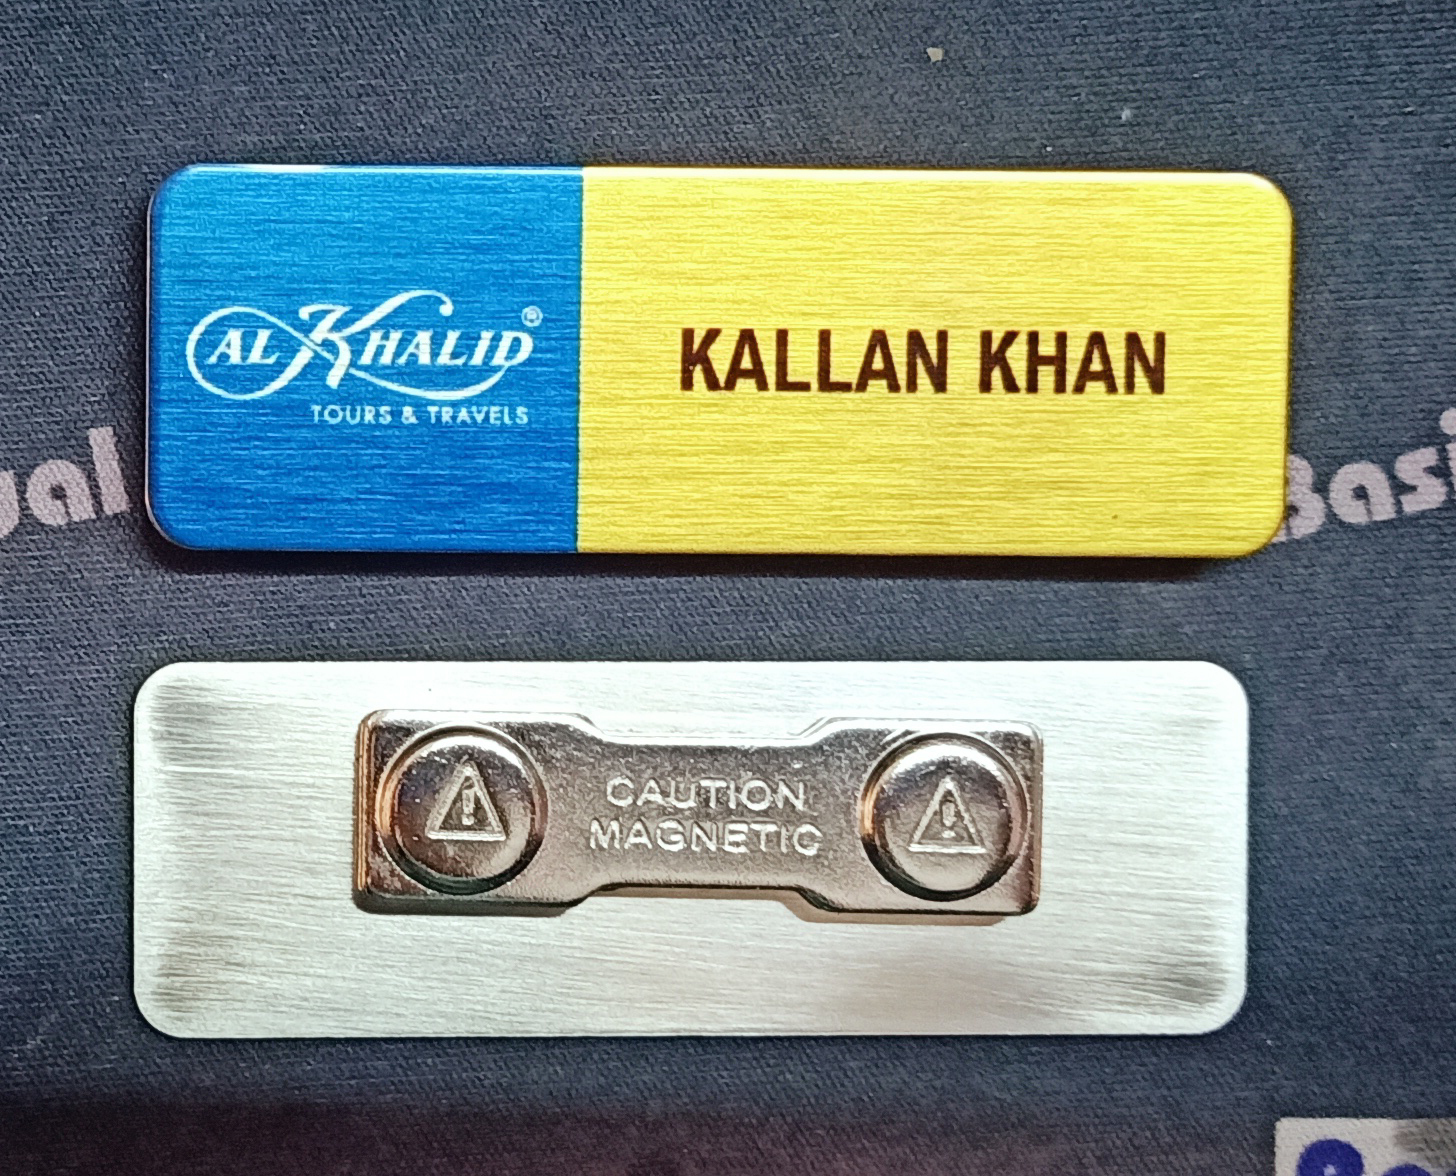 AL KHALID®
TOURS & TRAVELS
KALLAN KHAN
CAUTION
MAGNETIC